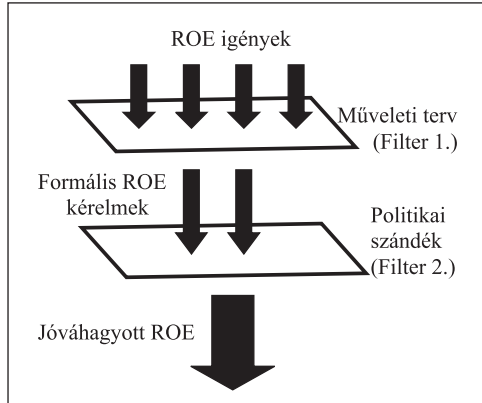 ROE igények
Műveleti terv
(Filter 1.)
Formális ROE
kérelmek
Politikai
szándék
(Filter 2.)
Jóváhagyott ROE